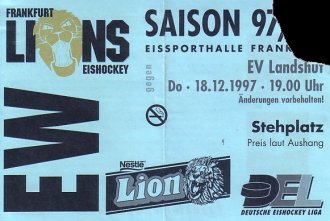 FRANKFURT
LIONS
EISHOCKEY
SAISON 97/
EISSPORTHALLE FRANK
gegen
EV Landshut
Do · 18.12.1997 · 19.00 Uhr
Änderungen vorbehalten!
EW
Stehplatz
Preis laut Aushang
Nestlé
Lion
DEL
DEUTSCHE EISHOCKEY LIGA